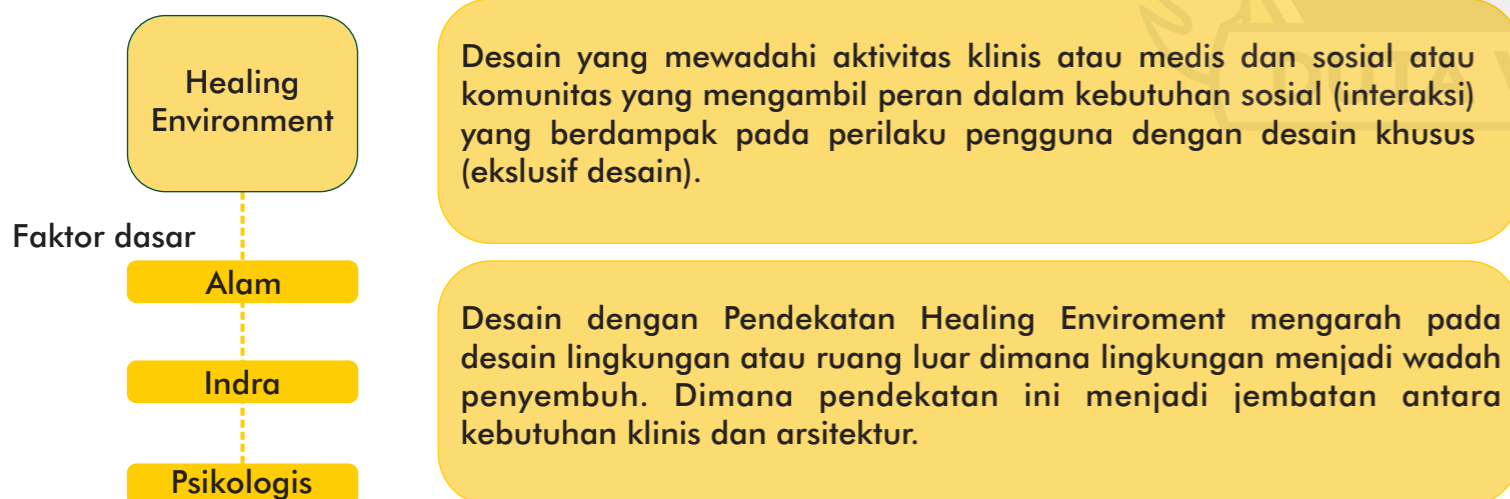 Healing
Environment
Faktor dasar
Alam
Indra
Psikologis
Desain yang mewadahi aktivitas klinis atau medis dan sosial atau
komunitas yang mengambil peran dalam kebutuhan sosial (interaksi)
yang berdampak pada perilaku pengguna dengan desain khusus
(ekslusif desain).
Desain dengan Pendekatan Healing Enviroment mengarah pada
desain lingkungan atau ruang luar dimana lingkungan menjadi wadah
penyembuh. Dimana pendekatan ini menjadi jembatan antara
kebutuhan klinis dan arsitektur.